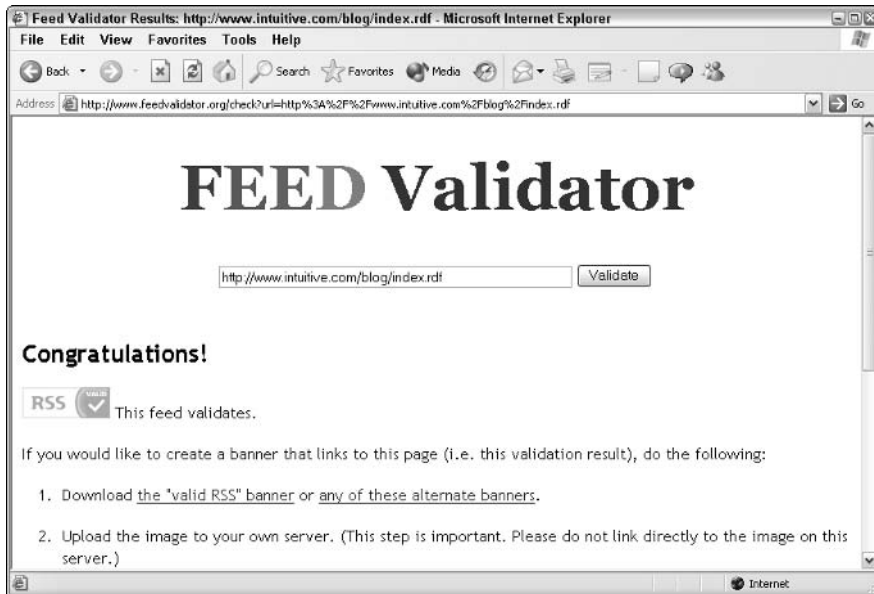 Feed Validator Results: http://www.intuitive.com/blog/index.rdf - Microsoft Internet Explorer
File Edit View Favorites Tools Help
Back Search Favorites Media
Address http://www.feedvalidator.org/check?url=http%3A%2F%2Fwww.intuitive.com%2Fblog%2Findex.rdf Go
FEED Validator
http://www.intuitive.com/blog/index.rdf Validate
Congratulations!
RSS VALID This feed validates.
If you would like to create a banner that links to this page (i.e. this validation result), do the following:
1. Download the "valid RSS" banner or any of these alternate banners.
2. Upload the image to your own server. (This step is important. Please do not link directly to the image on this
server.)
Internet